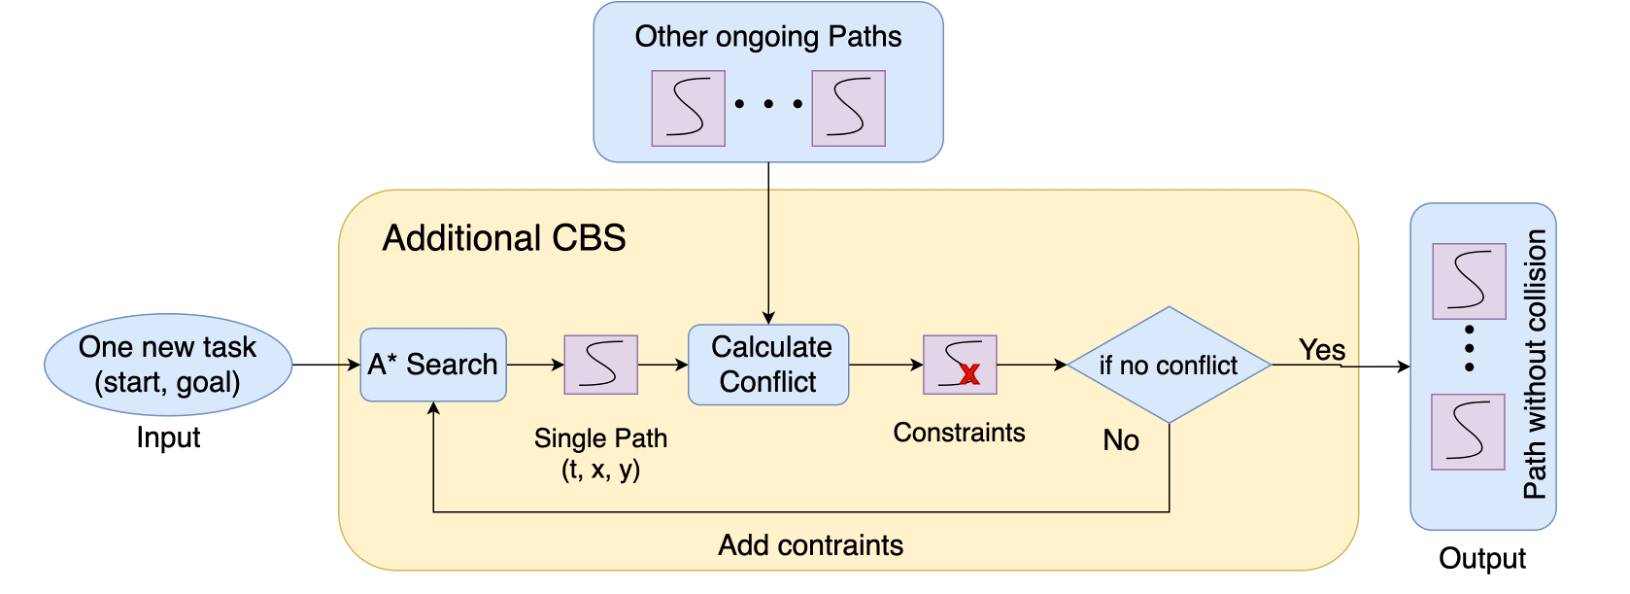 Other ongoing Paths
Additional CBS
One new task
(start, goal)
Input
A* Search
Single Path
(t, x, y)
Calculate
Conflict
Constraints
if no conflict
Yes
No
Add contraints
Path without collision
Output